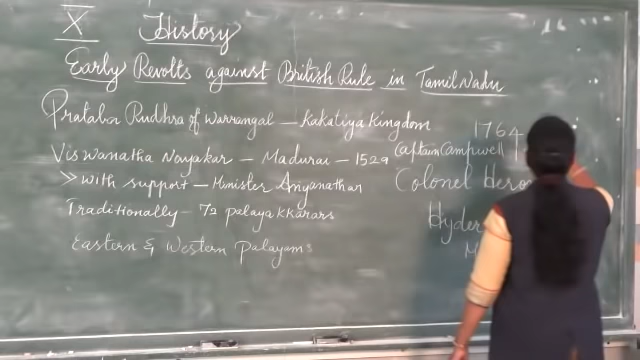 X History
Early Revolts against British Rule in Tamil Nadu
Prataba Rudhra of Warrangal - Kakatiya Kingdom
Viswanatha Nayakar - Madurai - 1529
> with support - Minister Ariyanathar
Traditionally - 72 palayakkarars
Eastern & Western Palayams
1764
Captain Campwell
Colonel Heron
Hyder
M